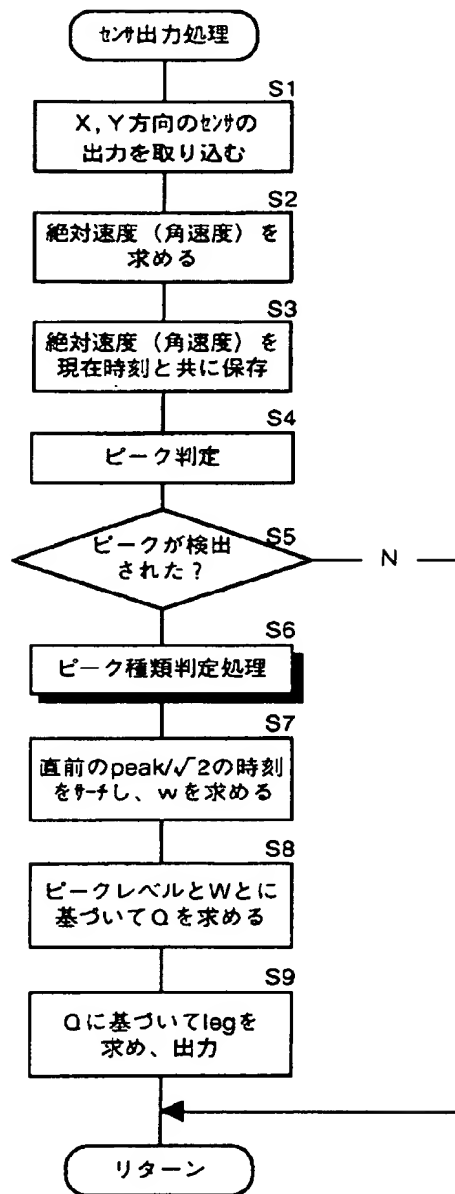 センサ出力処理
S1
X,Y方向のセンサの
出力を取り込む
S2
絶対速度（角速度）を
求める
S3
絶対速度（角速度）を
現在時刻と共に保存
S4
ピーク判定
S5
ピークが検出
された？
N
S6
ピーク種類判定処理
S7
直前のpeak/√2の時刻
をサーチし、wを求める
S8
ピークレベルとWとに
基づいてQを求める
S9
Qに基づいてlegを
求め、出力
リターン